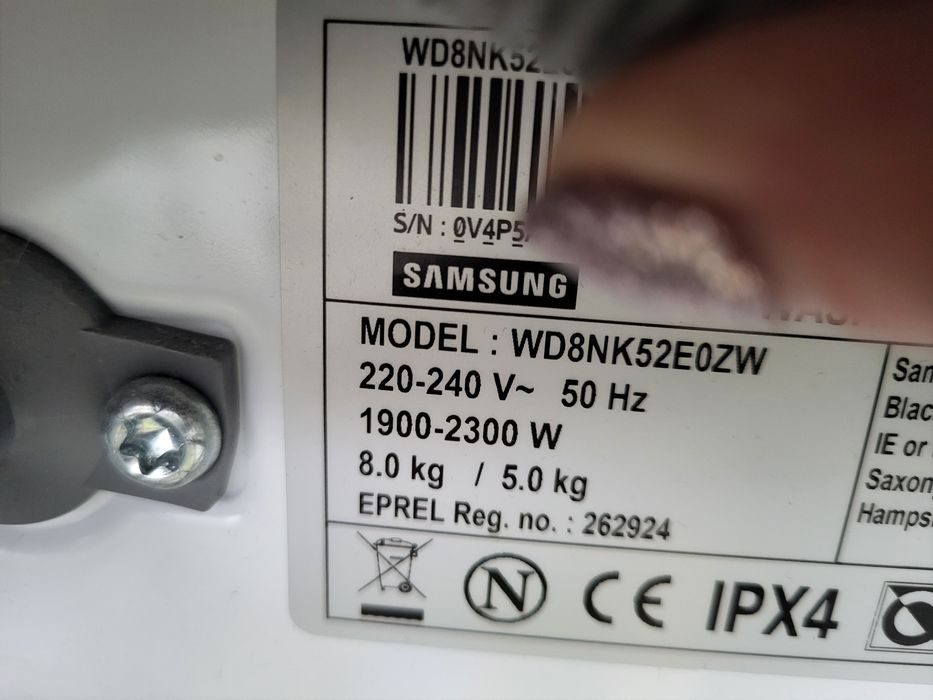 WD8NK52E0
S/N : 0V4P5
SAMSUNG
MODEL : WD8NK52E0ZW
220-240 V~ 50 Hz
1900-2300 W
8.0 kg / 5.0 kg
EPREL Reg. no. : 262924
Sam
Blac
IE or
Saxon
Hamps
N
CE IPX4